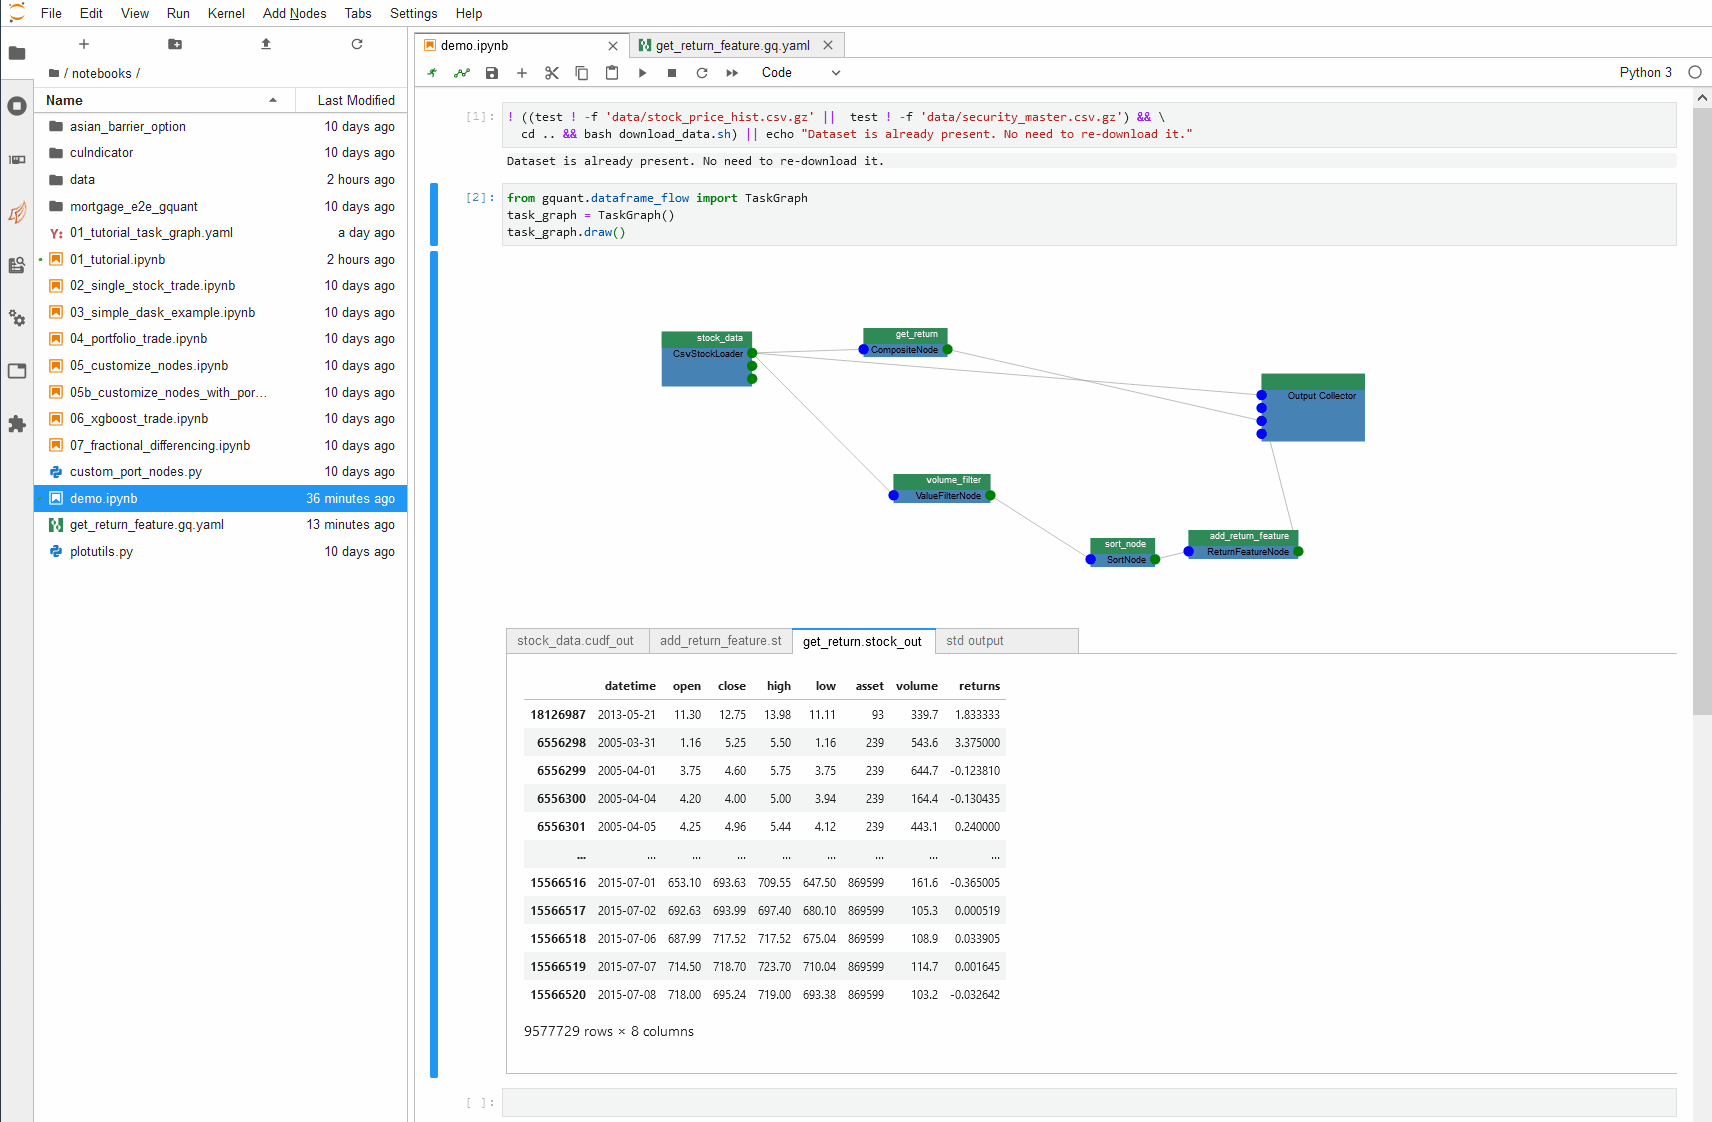 File Edit View Run Kernel Add Nodes Tabs Settings Help
/ notebooks /
Name Last Modified
asian_barrier_option 10 days ago
cuIndicator 10 days ago
data 2 hours ago
mortgage_e2e_gquant 10 days ago
Y: 01_tutorial_task_graph.yaml a day ago
01_tutorial.ipynb 2 hours ago
02_single_stock_trade.ipynb 10 days ago
03_simple_dask_example.ipynb 10 days ago
04_portfolio_trade.ipynb 10 days ago
05_customize_nodes.ipynb 10 days ago
05b_customize_nodes_with_por... 10 days ago
06_xgboost_trade.ipynb 10 days ago
07_fractional_differencing.ipynb 10 days ago
custom_port_nodes.py 10 days ago
demo.ipynb 36 minutes ago
get_return_feature.gq.yaml 13 minutes ago
plotutils.py 10 days ago
demo.ipynb get_return_feature.gq.yaml
Code Python 3
[1]: ! ((test ! -f 'data/stock_price_hist.csv.gz' || test ! -f 'data/security_master.csv.gz') && \
cd .. && bash download_data.sh) || echo "Dataset is already present. No need to re-download it."
Dataset is already present. No need to re-download it.
[2]: from gquant.dataframe_flow import TaskGraph
task_graph = TaskGraph()
task_graph.draw()
stock_data
CsvStockLoader
get_return
CompositeNode
Output Collector
volume_filter
ValueFilterNode
sort_node
SortNode
add_return_feature
ReturnFeatureNode
stock_data.cudf_out add_return_feature.st get_return.stock_out std output
datetime open close high low asset volume returns
18126987 2013-05-21 11.30 12.75 13.98 11.11 93 339.7 1.833333
6556298 2005-03-31 1.16 5.25 5.50 1.16 239 543.6 3.375000
6556299 2005-04-01 3.75 4.60 5.75 3.75 239 644.7 -0.123810
6556300 2005-04-04 4.20 4.00 5.00 3.94 239 164.4 -0.130435
6556301 2005-04-05 4.25 4.96 5.44 4.12 239 443.1 0.240000
... ... ... ... ... ... ... ... ...
15566516 2015-07-01 653.10 693.63 709.55 647.50 869599 161.6 -0.365005
15566517 2015-07-02 692.63 693.99 697.40 680.10 869599 105.3 0.000519
15566518 2015-07-06 687.99 717.52 717.52 675.04 869599 108.9 0.033905
15566519 2015-07-07 714.50 718.70 723.70 710.04 869599 114.7 0.001645
15566520 2015-07-08 718.00 695.24 719.00 693.38 869599 103.2 -0.032642
9577729 rows × 8 columns
[ ]: